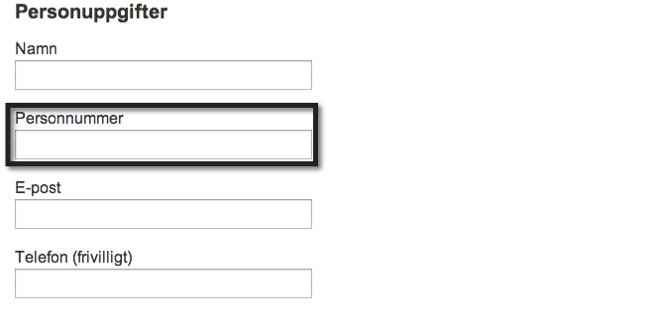 Personuppgifter
Namn
Personnummer
E-post
Telefon (frivilligt)